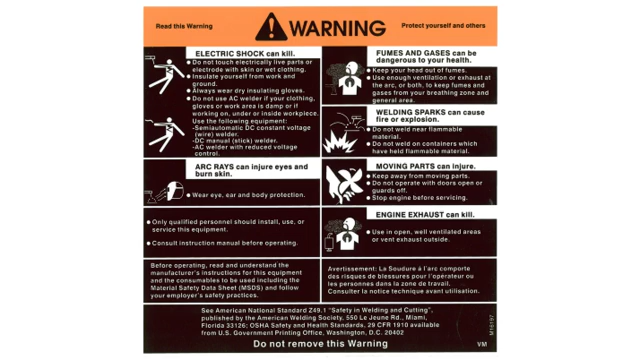 Read this Warning
WARNING
Protect yourself and others
ELECTRIC SHOCK can kill.
● Do not touch electrically live parts or
electrode with skin or wet clothing.
● Insulate yourself from work and
ground.
● Always wear dry insulating gloves.
● Do not use AC welder if your clothing,
gloves or work area is damp or if
working on, under or inside workpiece.
Use the following equipment:
-Semiautomatic DC constant voltage
(wire) welder.
-DC manual (stick) welder.
-AC welder with reduced voltage
control.
ARC RAYS can injure eyes and
burn skin.
● Wear eye, ear and body protection.
● Only qualified personnel should install, use, or
service this equipment.
● Consult instruction manual before operating.
FUMES AND GASES can be
dangerous to your health.
● Keep your head out of fumes.
● Use enough ventilation or exhaust at
the arc, or both, to keep fumes and
gases from your breathing zone and
general area.
WELDING SPARKS can cause
fire or explosion.
● Do not weld near flammable
material.
● Do not weld on containers which
have held flammable material.
MOVING PARTS can injure.
● Keep away from moving parts.
● Do not operate with doors open or
guards off.
● Stop engine before servicing.
ENGINE EXHAUST can kill.
● Use in open, well ventilated areas
or vent exhaust outside.
Before operating, read and understand the
manufacturer's instructions for this equipment
and the consumables to be used including the
Material Safety Data Sheet (MSDS) and follow
your employer's safety practices.
Avertissement: La Soudure à l'arc comporte
des risques de blessures pour l'opérateur ou
les personnes dans la zone de travail.
Consulter la notice technique avant utilisation.
See American National Standard Z49.1 "Safety in Welding and Cutting",
published by the American Welding Society, 550 Le Jeune Rd., Miami,
Florida 33126; OSHA Safety and Health Standards, 29 CFR 1910 available
from U.S. Government Printing Office, Washington, D.C. 20402
Do not remove this Warning
VM
M16197